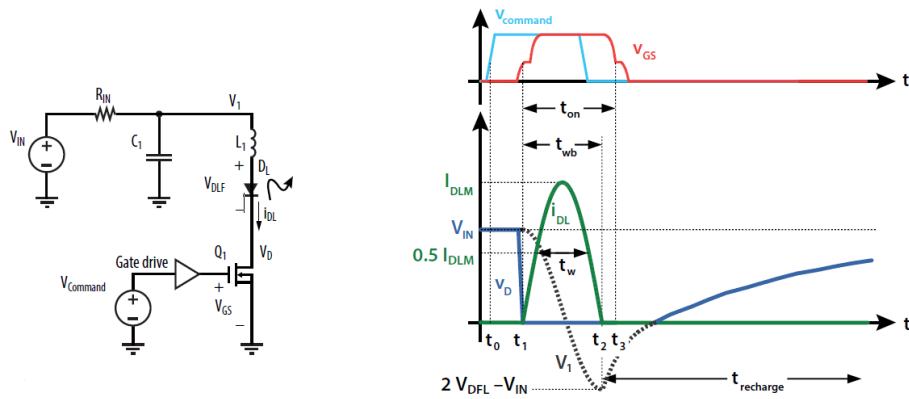 R_IN
V_1
V_IN
C_1
L_1
D_L
V_DLF
i_DL
Q_1
V_D
Gate drive
V_Command
V_GS
v_command
v_GS
t
t_on
t_wb
I_DLM
i_DL
V_IN
0.5 I_DLM
t_w
v_D
t
t_0 t_1 t_2 t_3
V_1
2 V_DFL – V_IN
t_recharge